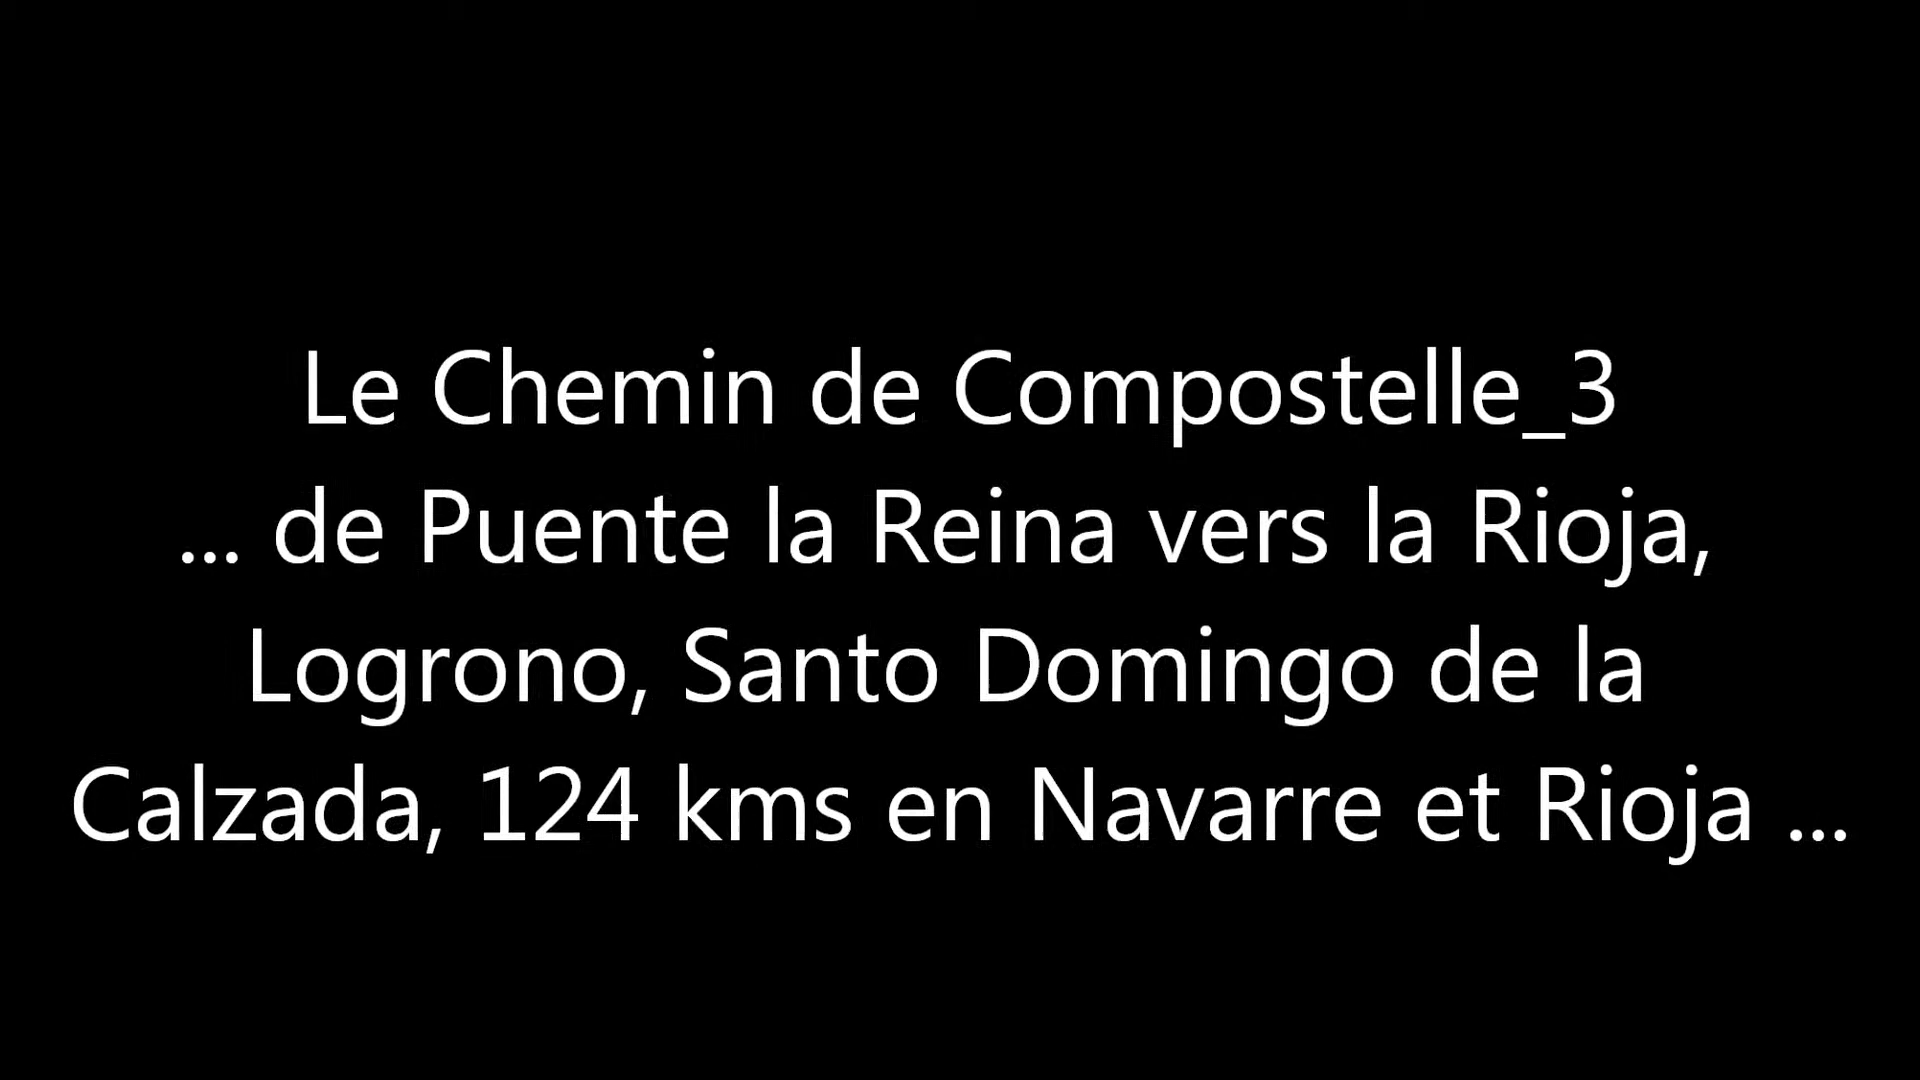 Le Chemin de Compostelle_3
... de Puente la Reina vers la Rioja,
Logrono, Santo Domingo de la
Calzada, 124 kms en Navarre et Rioja ...